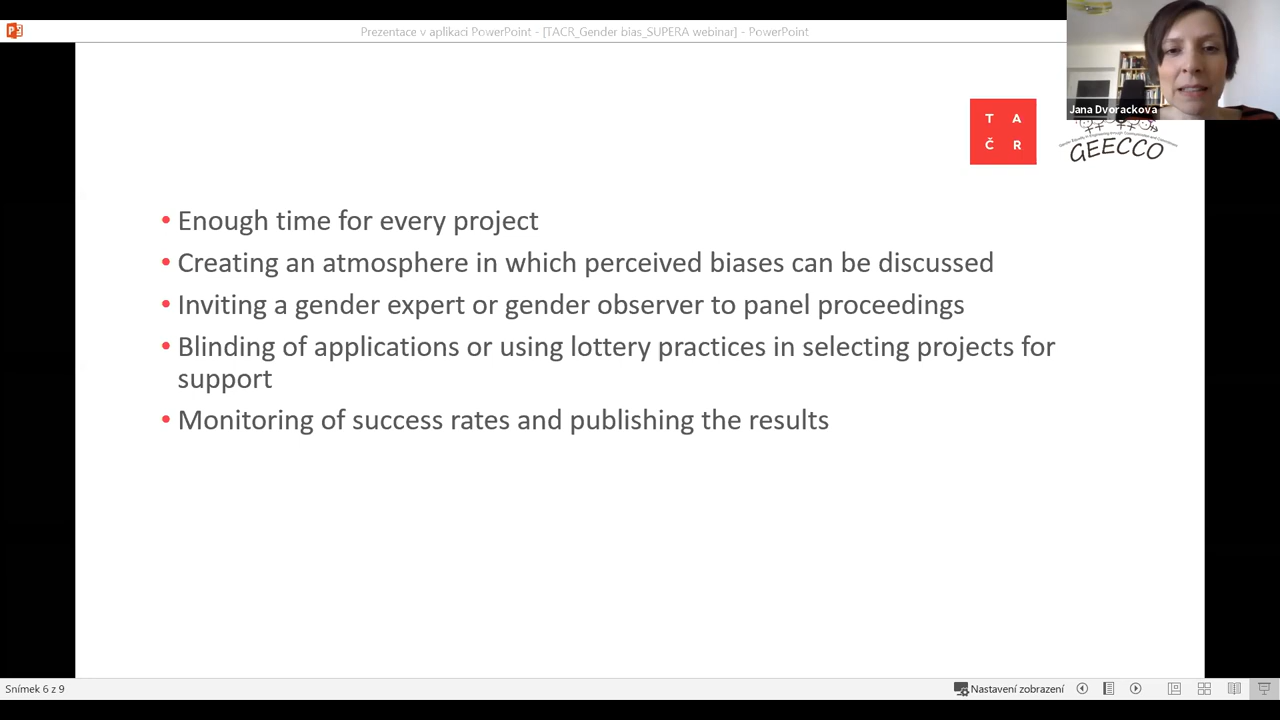 Prezentace v aplikaci PowerPoint - [TACR_Gender bias_SUPERA webinar] - PowerPoint
Jana Dvorackova
T A
Č R
GEECCO
• Enough time for every project
• Creating an atmosphere in which perceived biases can be discussed
• Inviting a gender expert or gender observer to panel proceedings
• Blinding of applications or using lottery practices in selecting projects for
support
• Monitoring of success rates and publishing the results
Snímek 6 z 9
Nastavení zobrazení